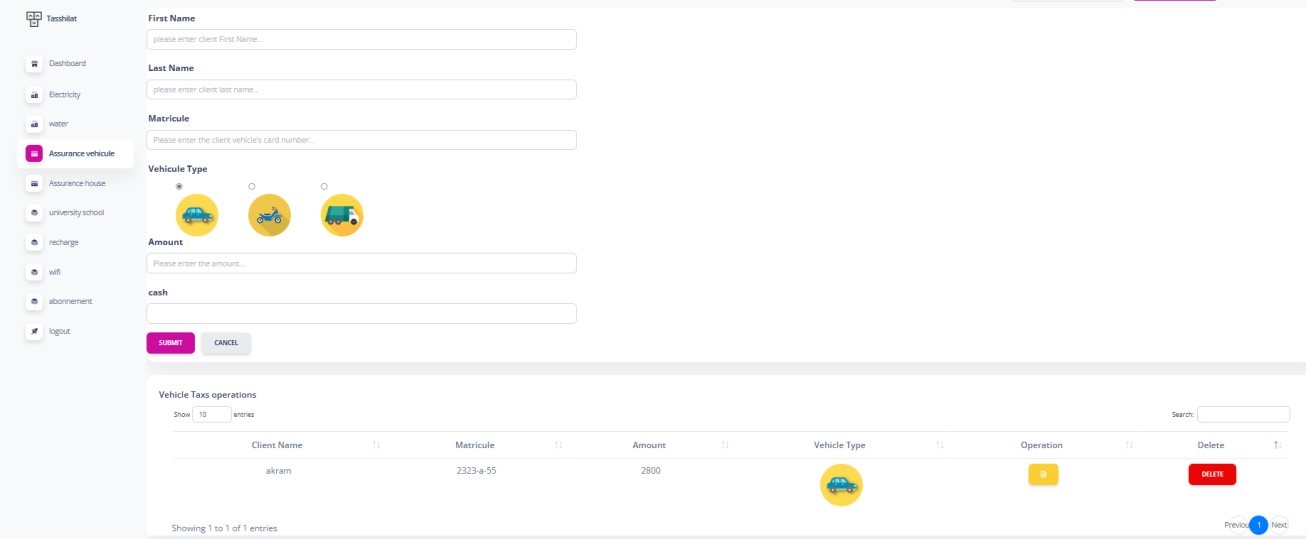 Tasshilat
Dashboard
Electricity
water
Assurance vehicule
Assurance house
university school
recharge
wifi
abonnement
logout
First Name
please enter client First Name...
Last Name
please enter client last name...
Matricule
Please enter the client vehicle's card number...
Vehicule Type
Amount
Please enter the amount...
cash
SUBMIT CANCEL
Vehicle Taxs operations
Show 10 entries Search:
Client Name Matricule Amount Vehicle Type Operation Delete
akram 2323-a-55 2800 DELETE
Showing 1 to 1 of 1 entries
Previou 1 Next